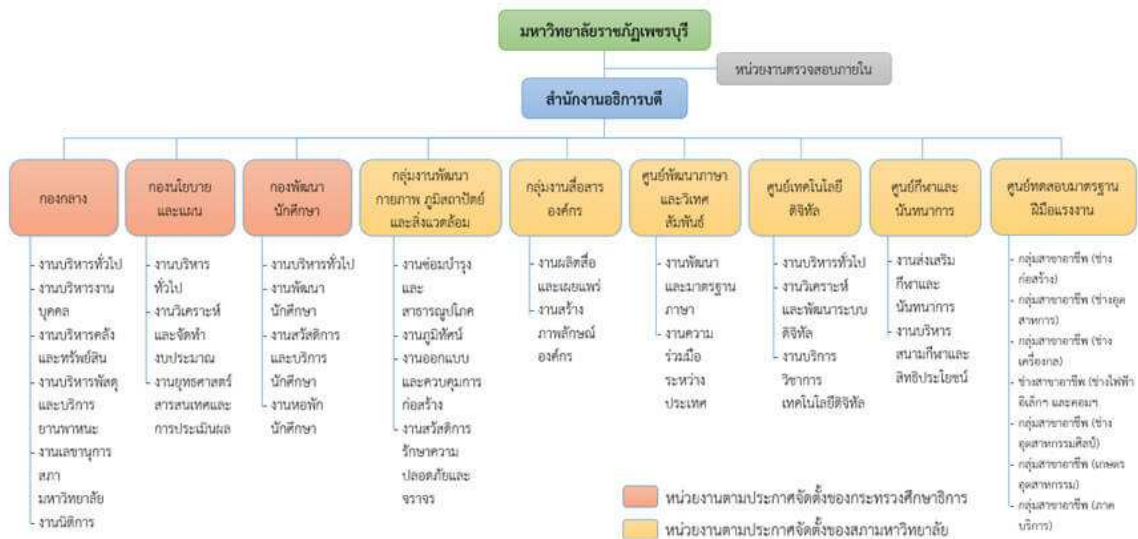 มหาวิทยาลัยราชภัฏเพชรบุรี
หน่วยงานตรวจสอบภายใน
สำนักงานอธิการบดี
กองกลาง
- งานบริหารทั่วไป
- งานบริหารงาน
บุคคล
- งานบริหารคลัง
และทรัพย์สิน
- งานบริหารพัสดุ
และบริการ
ยานพาหนะ
- งานเลขานุการ
สภา
มหาวิทยาลัย
- งานนิติการ
กองนโยบาย
และแผน
- งานบริหาร
ทั่วไป
- งานวิเคราะห์
และจัดทำ
งบประมาณ
- งานยุทธศาสตร์
สารสนเทศและ
การประเมินผล
กองพัฒนา
นักศึกษา
- งานบริหารทั่วไป
- งานพัฒนา
นักศึกษา
- งานสวัสดิการ
และบริการ
นักศึกษา
- งานหอพัก
นักศึกษา
กลุ่มงานพัฒนา
กายภาพ ภูมิสถาปัตย์
และสิ่งแวดล้อม
- งานซ่อมบำรุง
และ
สาธารณูปโภค
- งานภูมิทัศน์
- งานออกแบบ
และควบคุมการ
ก่อสร้าง
- งานสวัสดิการ
รักษาความ
ปลอดภัยและ
จราจร
กลุ่มงานสื่อสาร
องค์กร
- งานผลิตสื่อ
และเผยแพร่
- งานสร้าง
ภาพลักษณ์
องค์กร
ศูนย์พัฒนาภาษา
และวิเทศ
สัมพันธ์
- งานพัฒนา
และมาตรฐาน
ภาษา
- งานความ
ร่วมมือ
ระหว่าง
ประเทศ
ศูนย์เทคโนโลยี
ดิจิทัล
- งานบริหารทั่วไป
- งานวิเคราะห์
และพัฒนาระบบ
ดิจิทัล
- งานบริการ
วิชาการ
เทคโนโลยีดิจิทัล
ศูนย์กีฬาและ
นันทนาการ
- งานส่งเสริม
กีฬาและ
นันทนาการ
- งานบริหาร
สนามกีฬาและ
สิทธิประโยชน์
ศูนย์ทดสอบมาตรฐาน
ฝีมือแรงงาน
- กลุ่มสาขาอาชีพ (ช่าง
ก่อสร้าง)
- กลุ่มสาขาอาชีพ (ช่างอุต
สาหการ)
- กลุ่มสาขาอาชีพ (ช่าง
เครื่องกล)
- ช่างสาขาอาชีพ (ช่างไฟฟ้า
อิเล็กฯ และคอมฯ
- กลุ่มสาขาอาชีพ (ช่าง
อุตสาหกรรมศิลป์)
- กลุ่มสาขาอาชีพ (เกษตร
อุตสาหกรรม)
- กลุ่มสาขาอาชีพ (ภาค
บริการ)
หน่วยงานตามประกาศจัดตั้งของกระทรวงศึกษาธิการ
หน่วยงานตามประกาศจัดตั้งของสภามหาวิทยาลัย